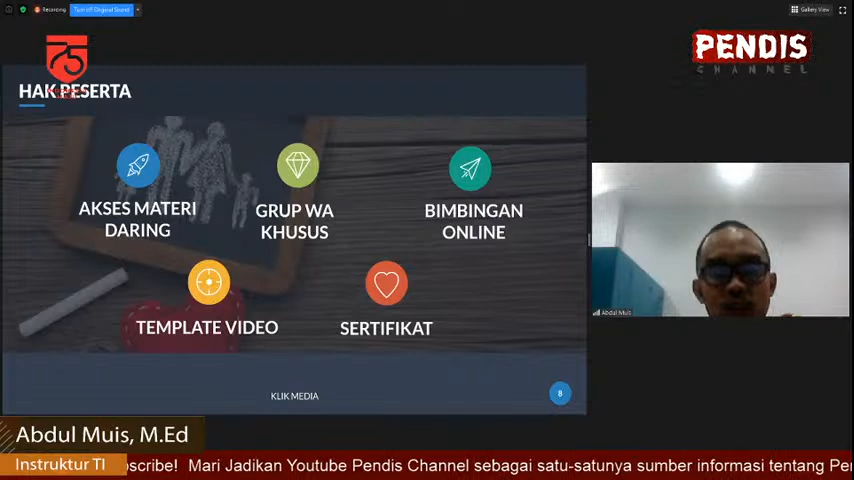 Recording
Turn off Original Sound
Gallery View
75
PENDIS
CHANNEL
HAK PESERTA
AKSES MATERI
DARING
GRUP WA
KHUSUS
BIMBINGAN
ONLINE
TEMPLATE VIDEO
SERTIFIKAT
Abdul Muis
KLIK MEDIA
8
Abdul Muis, M.Ed
Instruktur TI
scribe! Mari Jadikan Youtube Pendis Channel sebagai satu-satunya sumber informasi tentang Pe